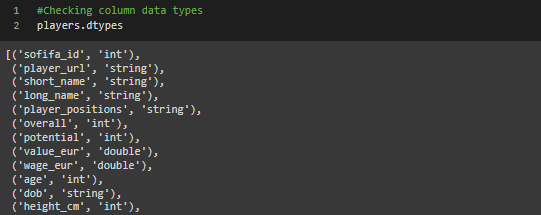 1 #Checking column data types
2 players.dtypes
[('sofifa_id', 'int'),
('player_url', 'string'),
('short_name', 'string'),
('long_name', 'string'),
('player_positions', 'string'),
('overall', 'int'),
('potential', 'int'),
('value_eur', 'double'),
('wage_eur', 'double'),
('age', 'int'),
('dob', 'string'),
('height_cm', 'int'),